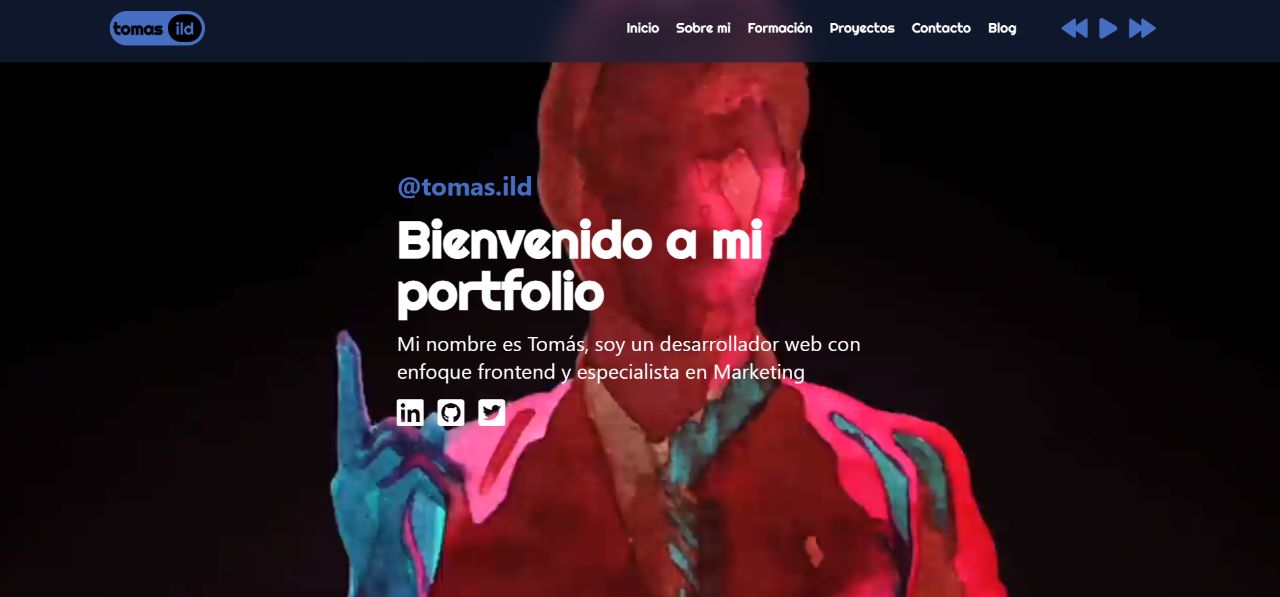 tomas ild
Inicio Sobre mi Formación Proyectos Contacto Blog
@tomas.ild
Bienvenido a mi
portfolio
Mi nombre es Tomás, soy un desarrollador web con
enfoque frontend y especialista en Marketing
in